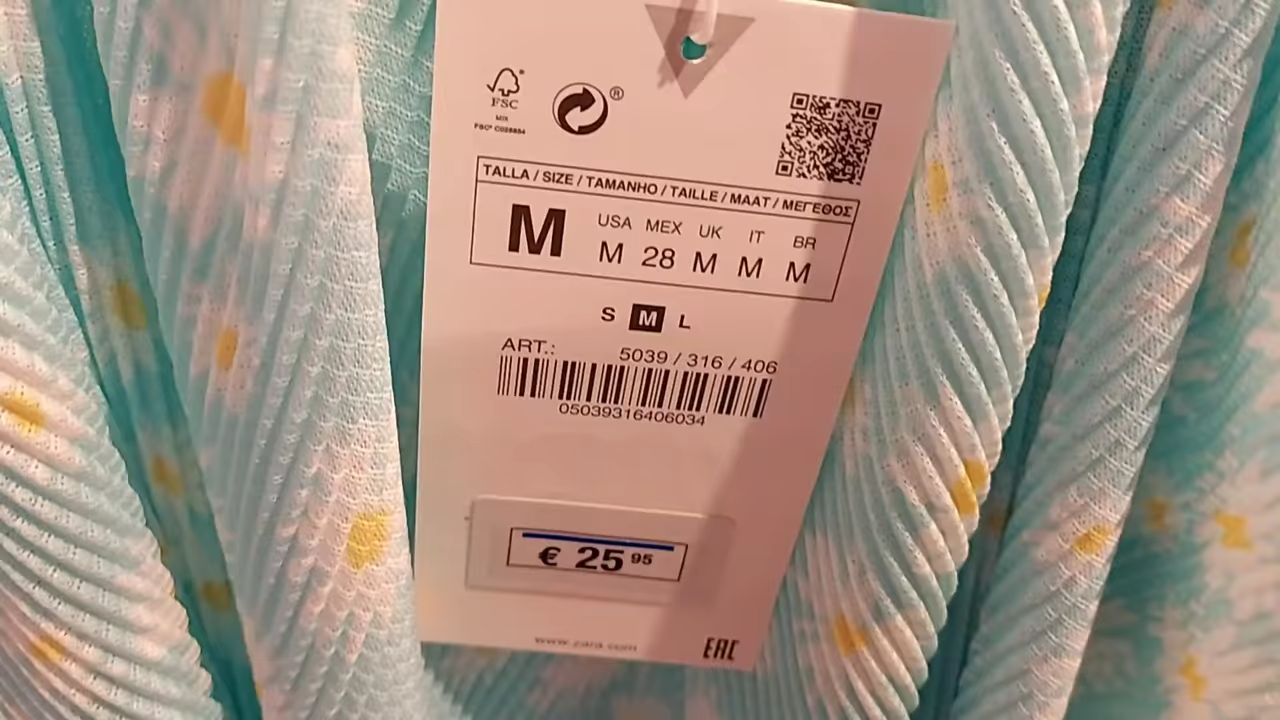 FSC®
MIX
FSC® C028884
®
TALLA / SIZE / TAMANHO / TAILLE / MAAT / ΜΕΓΕΘΟΣ
M
USA MEX UK IT BR
M 28 M M M
S M L
ART.: 5039 / 316 / 406
05039316406034
€ 25 95
www.zara.com
EAC